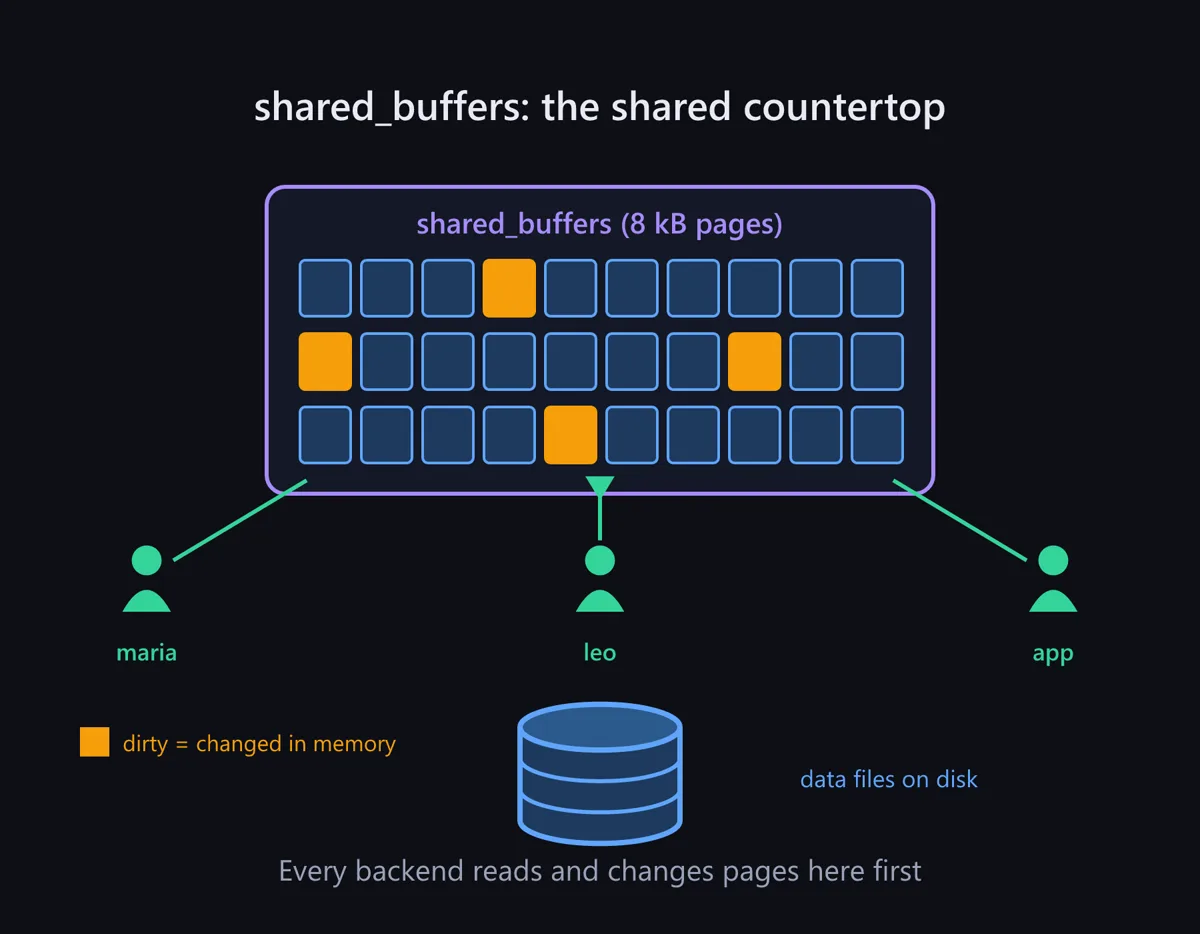 shared_buffers: the shared countertop
shared_buffers (8 kB pages)
maria
leo
app
dirty = changed in memory
data files on disk
Every backend reads and changes pages here first